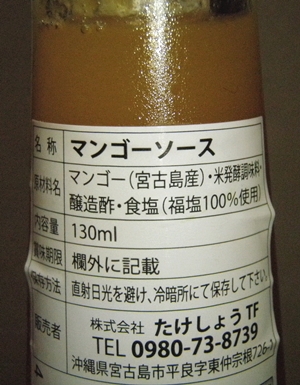 名 称 マンゴーソース
原材料名 マンゴー(宮古島産)・米発酵調味料・
醸造酢・食塩(福塩100%使用)
内容量 130ml
賞味期限 欄外に記載
保存方法 直射日光を避け、冷暗所にて保存して下さい
販売者 株式会社 たけしょうTF
TEL 0980-73-8739
沖縄県宮古島市平良字東仲宗根726-